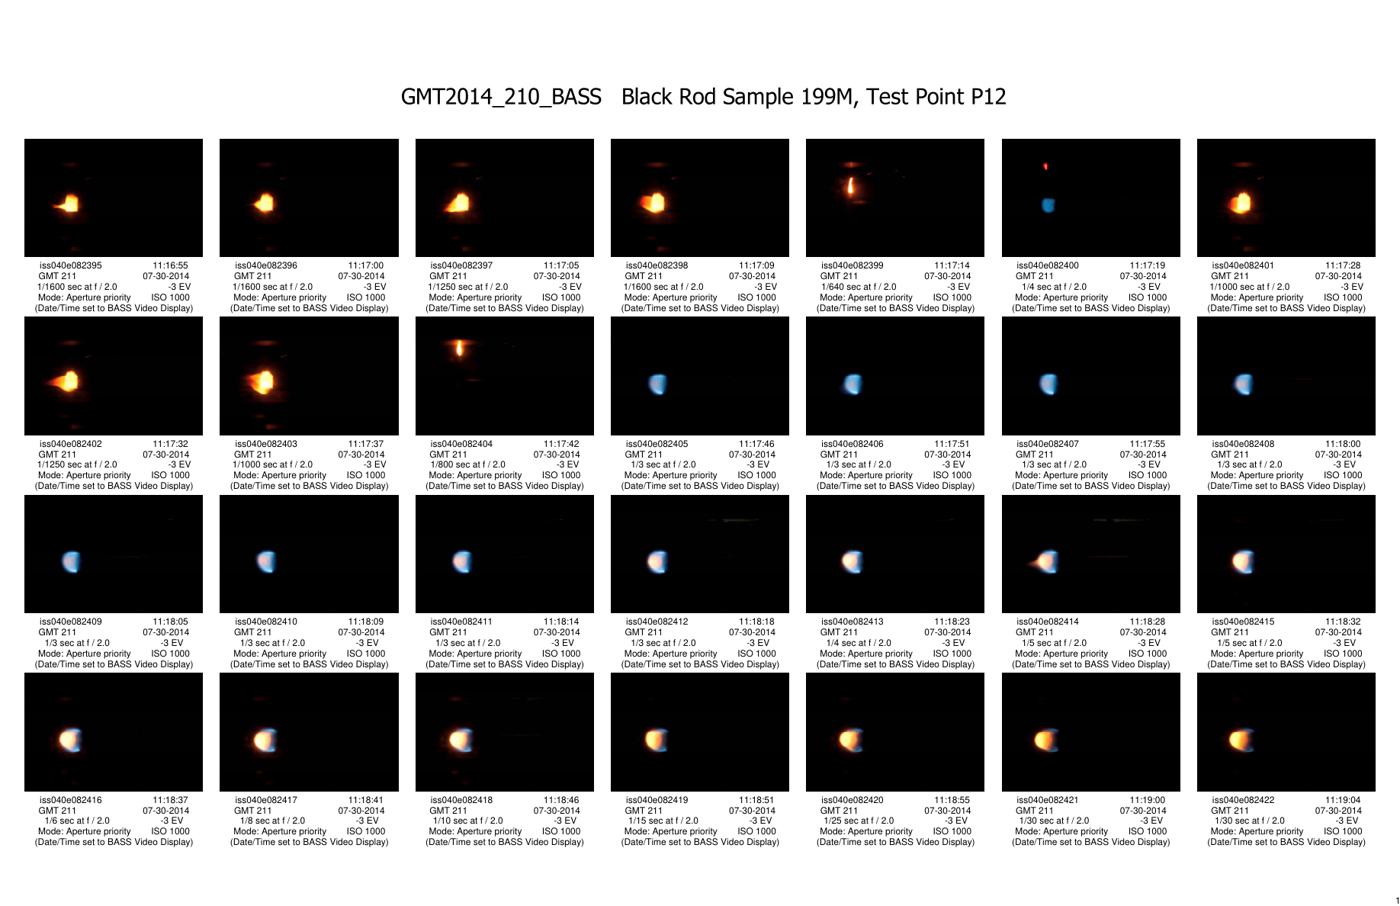 GMT2014_210_BASS Black Rod Sample 199M, Test Point P12
iss040e082395 11:16:55
GMT 211 07-30-2014
1/1600 sec at f / 2.0 -3 EV
Mode: Aperture priority ISO 1000
(Date/Time set to BASS Video Display)
iss040e082396 11:17:00
GMT 211 07-30-2014
1/1600 sec at f / 2.0 -3 EV
Mode: Aperture priority ISO 1000
(Date/Time set to BASS Video Display)
iss040e082397 11:17:05
GMT 211 07-30-2014
1/1250 sec at f / 2.0 -3 EV
Mode: Aperture priority ISO 1000
(Date/Time set to BASS Video Display)
iss040e082398 11:17:09
GMT 211 07-30-2014
1/1600 sec at f / 2.0 -3 EV
Mode: Aperture priority ISO 1000
(Date/Time set to BASS Video Display)
iss040e082399 11:17:14
GMT 211 07-30-2014
1/640 sec at f / 2.0 -3 EV
Mode: Aperture priority ISO 1000
(Date/Time set to BASS Video Display)
iss040e082400 11:17:19
GMT 211 07-30-2014
1/4 sec at f / 2.0 -3 EV
Mode: Aperture priority ISO 1000
(Date/Time set to BASS Video Display)
iss040e082401 11:17:28
GMT 211 07-30-2014
1/1000 sec at f / 2.0 -3 EV
Mode: Aperture priority ISO 1000
(Date/Time set to BASS Video Display)
iss040e082402 11:17:32
GMT 211 07-30-2014
1/1250 sec at f / 2.0 -3 EV
Mode: Aperture priority ISO 1000
(Date/Time set to BASS Video Display)
iss040e082403 11:17:37
GMT 211 07-30-2014
1/1000 sec at f / 2.0 -3 EV
Mode: Aperture priority ISO 1000
(Date/Time set to BASS Video Display)
iss040e082404 11:17:42
GMT 211 07-30-2014
1/800 sec at f / 2.0 -3 EV
Mode: Aperture priority ISO 1000
(Date/Time set to BASS Video Display)
iss040e082405 11:17:46
GMT 211 07-30-2014
1/3 sec at f / 2.0 -3 EV
Mode: Aperture priority ISO 1000
(Date/Time set to BASS Video Display)
iss040e082406 11:17:51
GMT 211 07-30-2014
1/3 sec at f / 2.0 -3 EV
Mode: Aperture priority ISO 1000
(Date/Time set to BASS Video Display)
iss040e082407 11:17:55
GMT 211 07-30-2014
1/3 sec at f / 2.0 -3 EV
Mode: Aperture priority ISO 1000
(Date/Time set to BASS Video Display)
iss040e082408 11:18:00
GMT 211 07-30-2014
1/3 sec at f / 2.0 -3 EV
Mode: Aperture priority ISO 1000
(Date/Time set to BASS Video Display)
iss040e082409 11:18:05
GMT 211 07-30-2014
1/3 sec at f / 2.0 -3 EV
Mode: Aperture priority ISO 1000
(Date/Time set to BASS Video Display)
iss040e082410 11:18:09
GMT 211 07-30-2014
1/3 sec at f / 2.0 -3 EV
Mode: Aperture priority ISO 1000
(Date/Time set to BASS Video Display)
iss040e082411 11:18:14
GMT 211 07-30-2014
1/3 sec at f / 2.0 -3 EV
Mode: Aperture priority ISO 1000
(Date/Time set to BASS Video Display)
iss040e082412 11:18:18
GMT 211 07-30-2014
1/3 sec at f / 2.0 -3 EV
Mode: Aperture priority ISO 1000
(Date/Time set to BASS Video Display)
iss040e082413 11:18:23
GMT 211 07-30-2014
1/4 sec at f / 2.0 -3 EV
Mode: Aperture priority ISO 1000
(Date/Time set to BASS Video Display)
iss040e082414 11:18:28
GMT 211 07-30-2014
1/5 sec at f / 2.0 -3 EV
Mode: Aperture priority ISO 1000
(Date/Time set to BASS Video Display)
iss040e082415 11:18:32
GMT 211 07-30-2014
1/5 sec at f / 2.0 -3 EV
Mode: Aperture priority ISO 1000
(Date/Time set to BASS Video Display)
iss040e082416 11:18:37
GMT 211 07-30-2014
1/6 sec at f / 2.0 -3 EV
Mode: Aperture priority ISO 1000
(Date/Time set to BASS Video Display)
iss040e082417 11:18:41
GMT 211 07-30-2014
1/8 sec at f / 2.0 -3 EV
Mode: Aperture priority ISO 1000
(Date/Time set to BASS Video Display)
iss040e082418 11:18:46
GMT 211 07-30-2014
1/10 sec at f / 2.0 -3 EV
Mode: Aperture priority ISO 1000
(Date/Time set to BASS Video Display)
iss040e082419 11:18:51
GMT 211 07-30-2014
1/15 sec at f / 2.0 -3 EV
Mode: Aperture priority ISO 1000
(Date/Time set to BASS Video Display)
iss040e082420 11:18:55
GMT 211 07-30-2014
1/25 sec at f / 2.0 -3 EV
Mode: Aperture priority ISO 1000
(Date/Time set to BASS Video Display)
iss040e082421 11:19:00
GMT 211 07-30-2014
1/30 sec at f / 2.0 -3 EV
Mode: Aperture priority ISO 1000
(Date/Time set to BASS Video Display)
iss040e082422 11:19:04
GMT 211 07-30-2014
1/30 sec at f / 2.0 -3 EV
Mode: Aperture priority ISO 1000
(Date/Time set to BASS Video Display)